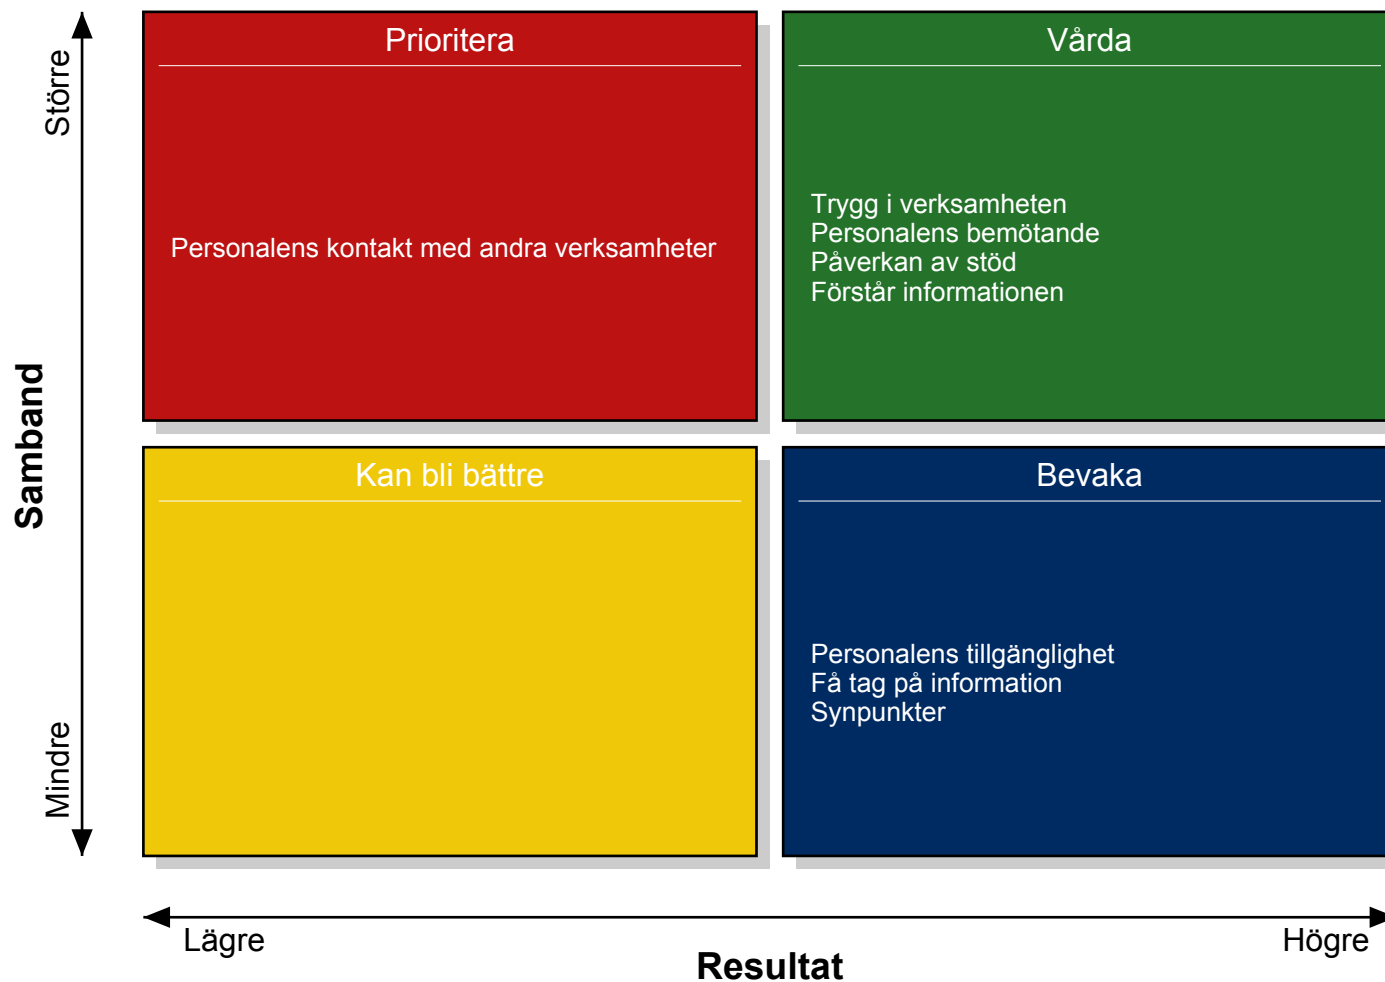 Prioritera
Vårda
Större
Trygg i verksamheten
Personalens bemötande
Personalens kontakt med andra verksamheter
Påverkan av stöd
Förstår informationen
Samband
Kan bli bättre
Bevaka
Personalens tillgänglighet
Få tag på information
Synpunkter
Mindre
Lägre
Högre
Resultat